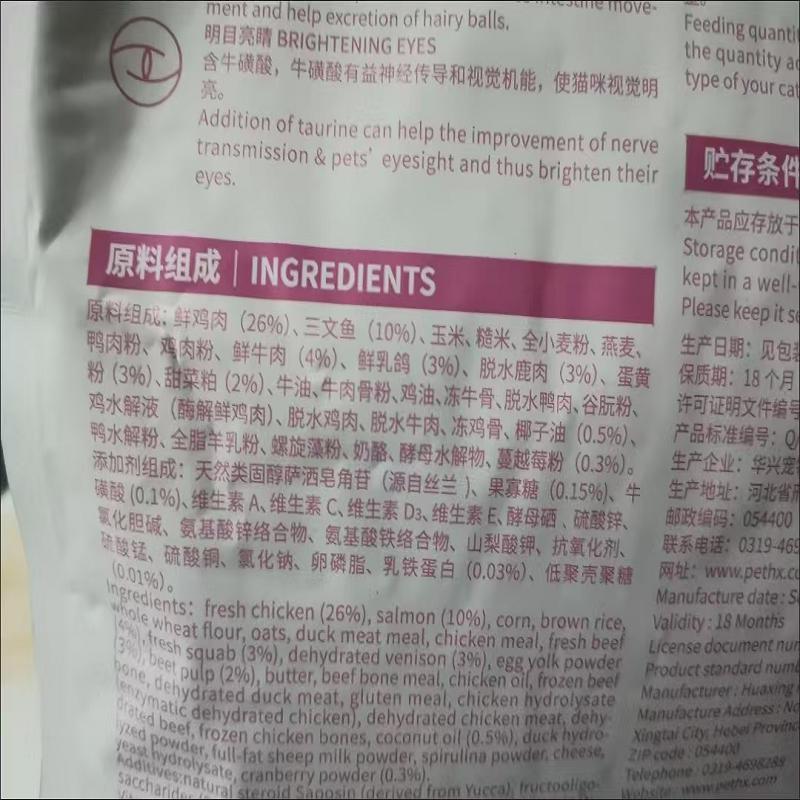 ment and help excretion of hairy balls.
明目亮睛 BRIGHTENING EYES
含牛磺酸，牛磺酸有益神经传导和视觉机能，使猫咪视觉明
亮。
Addition of taurine can help the improvement of nerve
transmission & pets' eyesight and thus brighten their
eyes.
原料组成 | INGREDIENTS
原料组成：鲜鸡肉（26%）、三文鱼（10%）、玉米、糙米、全小麦粉、燕麦、
鸭肉粉、鸡肉粉、鲜牛肉（4%）、鲜乳鸽（3%）、脱水鹿肉（3%）、蛋黄
粉（3%）、甜菜粕（2%）、牛油、牛肉骨粉、鸡油、冻牛骨、脱水鸭肉、谷朊粉、
鸡水解液（酶解鲜鸡肉）、脱水鸡肉、脱水牛肉、冻鸡骨、椰子油（0.5%）、
鸭水解粉、全脂羊乳粉、螺旋藻粉、奶酪、酵母水解物、蔓越莓粉（0.3%）。
添加剂组成：天然类固醇萨洒皂角苷（源自丝兰）、果寡糖（0.15%）、牛
磺酸（0.1%）、维生素 A、维生素 C、维生素 D3、维生素 E、酵母硒、硫酸锌、
氯化胆碱、氨基酸锌络合物、氨基酸铁络合物、山梨酸钾、抗氧化剂、
硫酸锰、硫酸铜、氯化钠、卵磷脂、乳铁蛋白（0.03%）、低聚壳聚糖
（0.01%）。
Ingredients: fresh chicken (26%), salmon (10%), corn, brown rice,
whole wheat flour, oats, duck meat meal, chicken meal, fresh beef
(4%), fresh squab (3%), dehydrated venison (3%), egg yolk powder
(3%), beet pulp (2%), butter, beef bone meal, chicken oil, frozen beef
bone, dehydrated duck meat, gluten meal, chicken hydrolysate
(enzymatic dehydrated chicken), dehydrated chicken meat, dehy-
drated beef, frozen chicken bones, coconut oil (0.5%), duck hydro-
lyzed powder, full-fat sheep milk powder, spirulina powder, cheese,
yeast hydrolysate, cranberry powder (0.3%).
Additives:natural steroid Saposin (derived from Yucca), fructooligo-
saccharide
Feeding quanti
the quantity ac
type of your cat
贮存条件
本产品应存放于
Storage condit
kept in a well-
Please keep it se
生产日期：见包装
保质期：18个月
许可证明文件编号
产品标准编号：Q/
生产企业：华兴宠
生产地址：河北省
邮政编码：054400
联系电话：0319-469
网址：www.pethx.co
Manufacture date : S
Validity : 18 Months
License document num
Product standard numb
Manufacturer : Huaxing
Manufacture Address : No
Xingtai City, Hebei Provinc
ZIP code : 054400
Telephone : 0319-4698288
Website : www.pethx.com